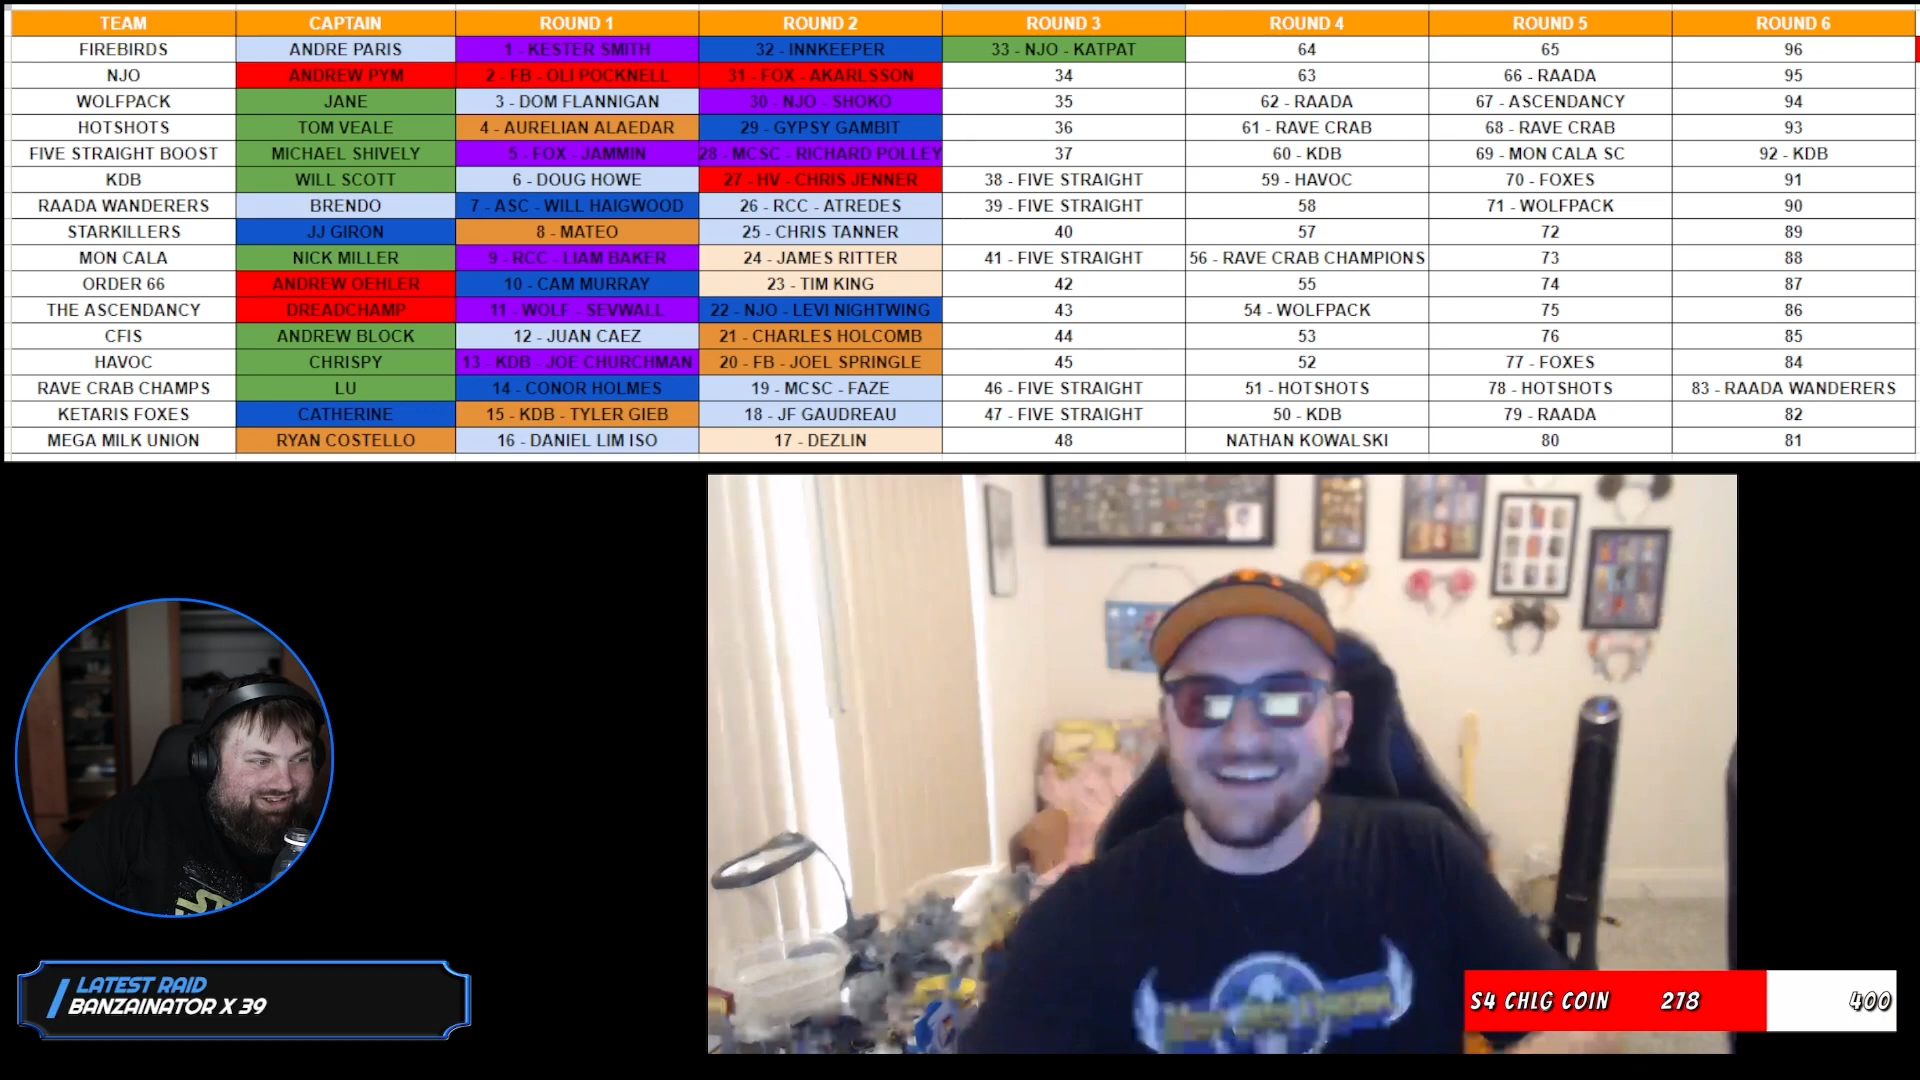 TEAM CAPTAIN ROUND 1 ROUND 2 ROUND 3 ROUND 4 ROUND 5 ROUND 6
FIREBIRDS ANDRE PARIS 1 - KESTER SMITH 32 - INNKEEPER 33 - NJO - KATPAT 64 65 96
NJO ANDREW PYM 2 - FB - OLI POCKNELL 31 - FOX - AKARLSSON 34 63 66 - RAADA 95
WOLFPACK JANE 3 - DOM FLANNIGAN 30 - NJO - SHOKO 35 62 - RAADA 67 - ASCENDANCY 94
HOTSHOTS TOM VEALE 4 - AURELIAN ALAEDAR 29 - GYPSY GAMBIT 36 61 - RAVE CRAB 68 - RAVE CRAB 93
FIVE STRAIGHT BOOST MICHAEL SHIVELY 5 - FOX - JAMMIN 28 - MCSC - RICHARD POLLEY 37 60 - KDB 69 - MON CALA SC 92 - KDB
KDB WILL SCOTT 6 - DOUG HOWE 27 - HV - CHRIS JENNER 38 - FIVE STRAIGHT 59 - HAVOC 70 - FOXES 91
RAADA WANDERERS BRENDO 7 - ASC - WILL HAIGWOOD 26 - RCC - ATREDES 39 - FIVE STRAIGHT 58 71 - WOLFPACK 90
STARKILLERS JJ GIRON 8 - MATEO 25 - CHRIS TANNER 40 57 72 89
MON CALA NICK MILLER 9 - RCC - LIAM BAKER 24 - JAMES RITTER 41 - FIVE STRAIGHT 56 - RAVE CRAB CHAMPIONS 73 88
ORDER 66 ANDREW OEHLER 10 - CAM MURRAY 23 - TIM KING 42 55 74 87
THE ASCENDANCY DREADCHAMP 11 - WOLF - SEVWALL 22 - NJO - LEVI NIGHTWING 43 54 - WOLFPACK 75 86
CFIS ANDREW BLOCK 12 - JUAN CAEZ 21 - CHARLES HOLCOMB 44 53 76 85
HAVOC CHRISPY 13 - KDB - JOE CHURCHMAN 20 - FB - JOEL SPRINGLE 45 52 77 - FOXES 84
RAVE CRAB CHAMPS LU 14 - CONOR HOLMES 19 - MCSC - FAZE 46 - FIVE STRAIGHT 51 - HOTSHOTS 78 - HOTSHOTS 83 - RAADA WANDERERS
KETARIS FOXES CATHERINE 15 - KDB - TYLER GIEB 18 - JF GAUDREAU 47 - FIVE STRAIGHT 50 - KDB 79 - RAADA 82
MEGA MILK UNION RYAN COSTELLO 16 - DANIEL LIM ISO 17 - DEZLIN 48 NATHAN KOWALSKI 80 81
LATEST RAID
BANZAINATOR X 39
S4 CHLG COIN 278 400